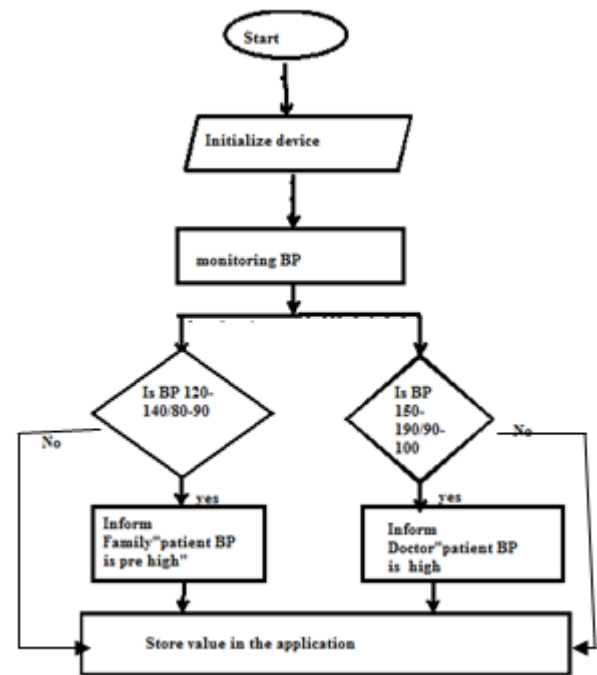 Start
Initialize device
monitoring BP
Is BP 120-
140/80-90
Is BP
150-
190/90-
100
No
No
yes
yes
Inform
Family"patient BP
is pre high"
Inform
Doctor"patient BP
is high
Store value in the application